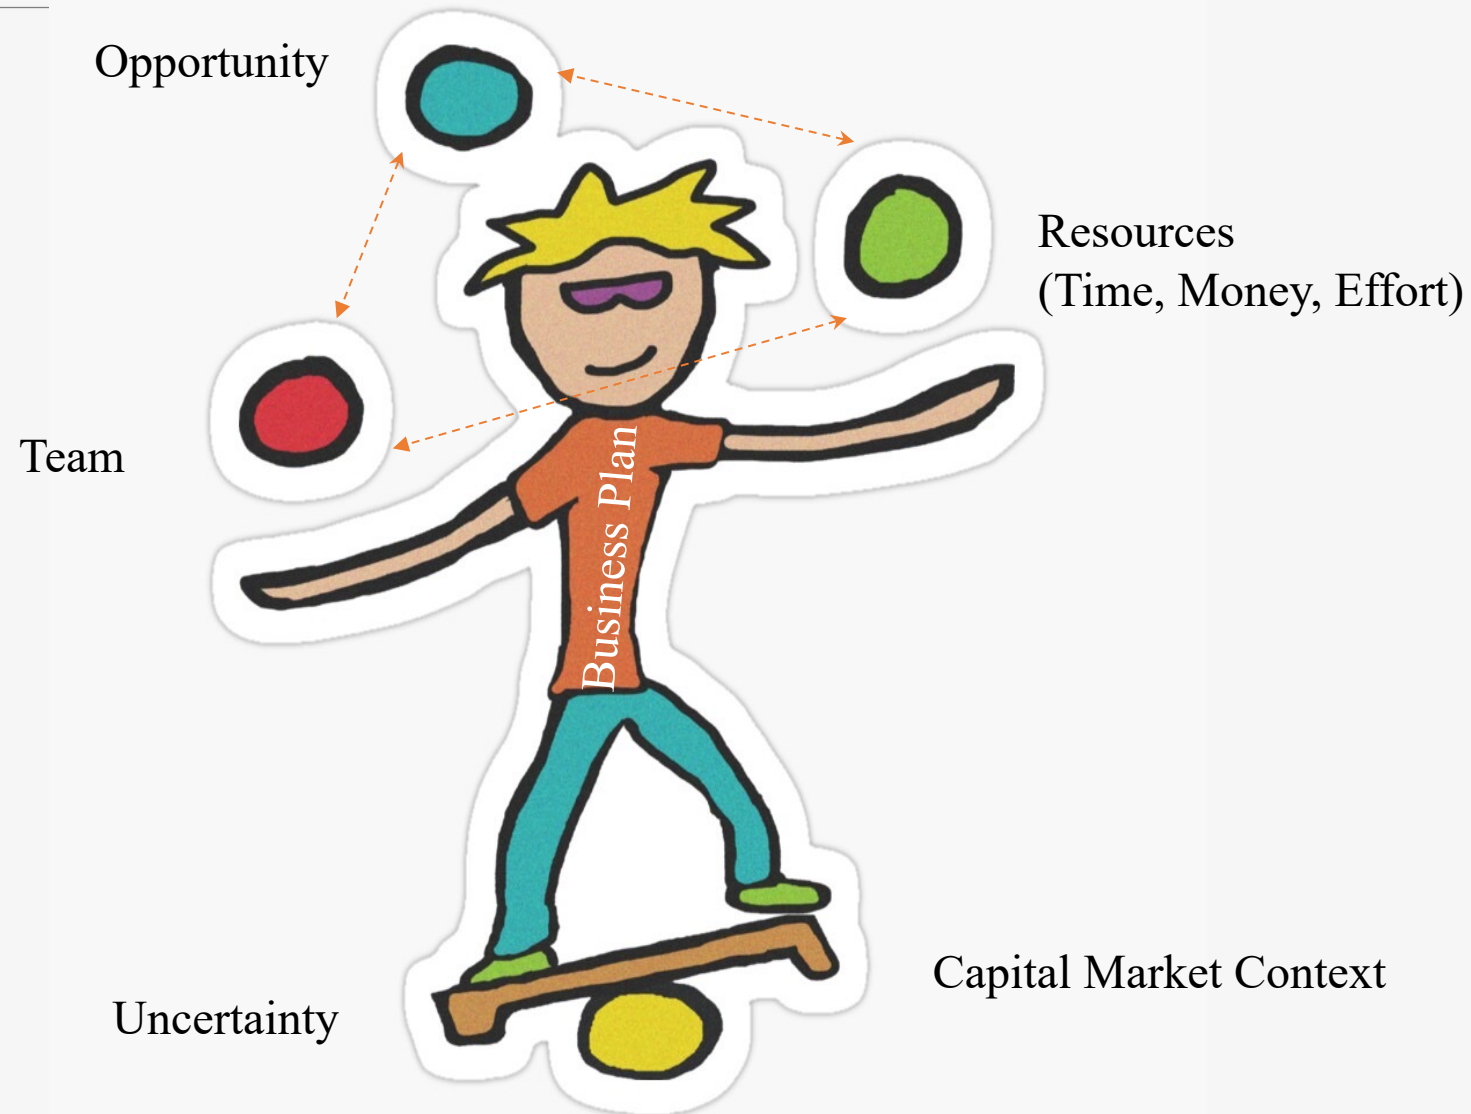 Opportunity
Resources
(Time, Money, Effort)
Team
Business Plan
Capital Market Context
Uncertainty